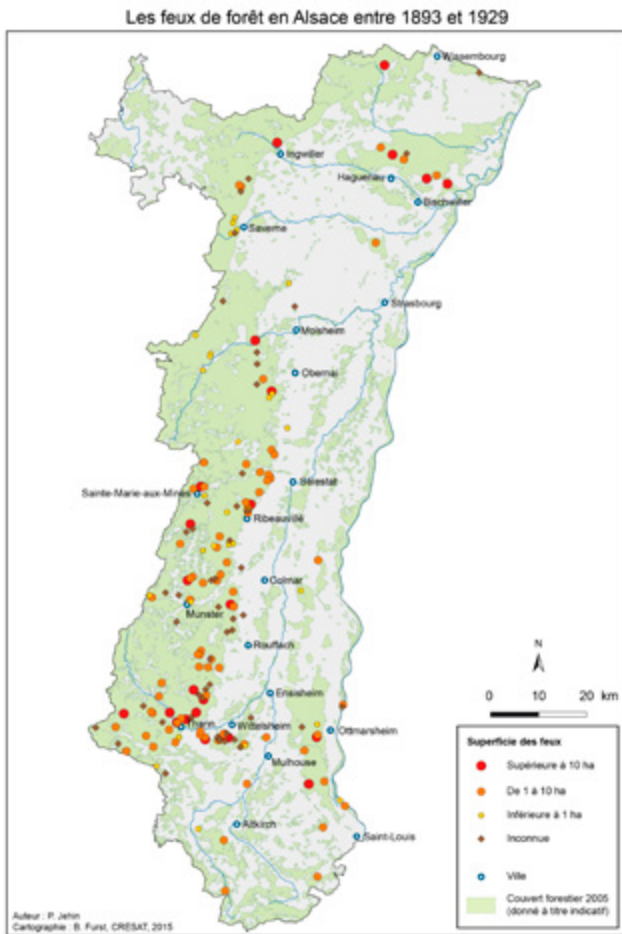 Les feux de forêt en Alsace entre 1893 et 1929
Wissembourg
Ingwiller
Haguenau
Bischwiller
Saverne
Strasbourg
Molsheim
Obernai
Sainte-Marie-aux-Mines
Sélestat
Ribeauvillé
Colmar
Munster
Rouffach
Ensisheim
Thann
Wittelsheim
Ottmarsheim
Mulhouse
Altkirch
Saint-Louis
N
0 10 20 km
Superficie des feux
Supérieure à 10 ha
De 1 à 10 ha
Inférieure à 1 ha
Inconnue
Ville
Couvert forestier 2005
(donné à titre indicatif)
Auteur : P. Jehin
Cartographie : B. Furst, CRESAT, 2015